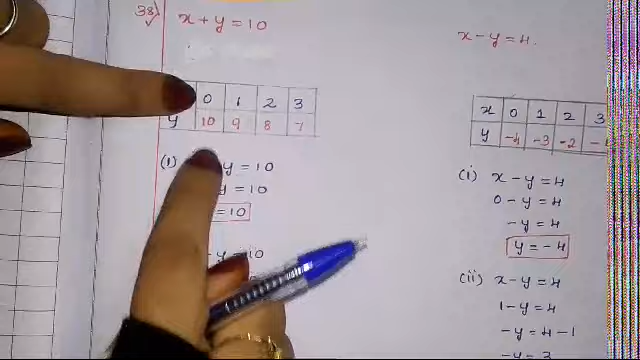 38)
x + y = 10
x - y = 4.
0 1 2 3
y 10 9 8 7
x 0 1 2 3
y -4 -3 -2
(i) y = 10
y = 10
= 10
- y = 10
(i) x - y = 4
0 - y = 4
- y = 4
y = - 4
(ii) x - y = 4
1 - y = 4
- y = 4 - 1
- y = 3